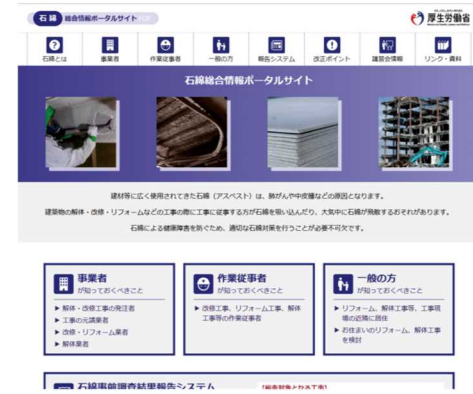 石綿 総合情報ポータルサイト
厚生労働省
石綿とは 事業者 作業従事者 一般の方 報告システム 改正ポイント 講習会情報 リンク・資料
石綿総合情報ポータルサイト
建材等に広く使用されてきた石綿（アスベスト）は、肺がんや中皮腫などの原因となります。
建築物の解体・改修・リフォームなどの工事の際に工事に従事する方が石綿を吸い込んだり、大気中に石綿が飛散するおそれがあります。
石綿による健康障害を防ぐため、適切な石綿対策を行うことが必要不可欠です。
事業者
が知っておくべきこと
▶ 解体・改修工事の発注者
▶ 工事の元請業者
▶ 改修・リフォーム業者
▶ 解体業者
作業従事者
が知っておくべきこと
▶ 改修工事、リフォーム工事、解体
工事等の作業従事者
一般の方
が知っておくべきこと
▶ リフォーム、解体工事等、工事現
場の近隣に居住
▶ お住まいのリフォーム、解体工事
を検討
石綿事前調査結果報告システム
【報告対象となる工事】